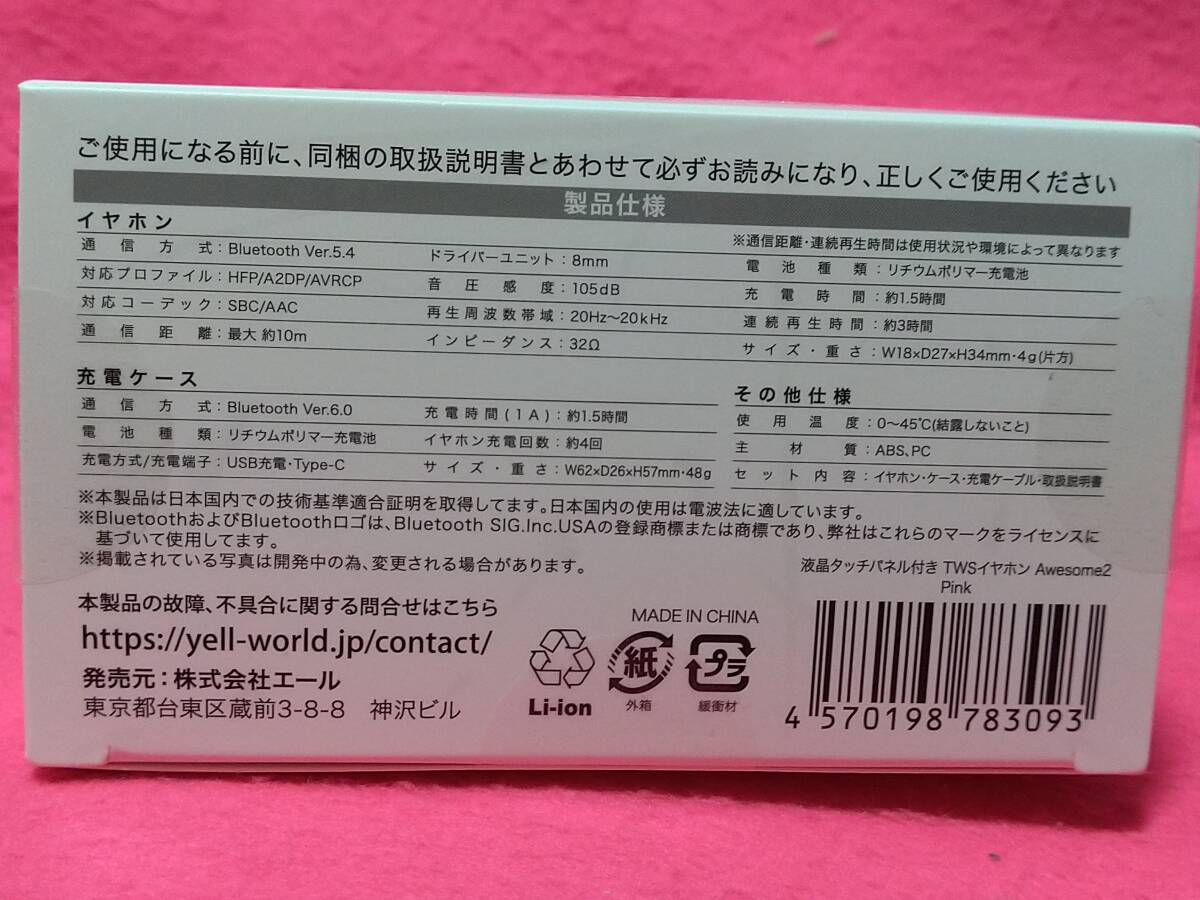 ご使用になる前に、同梱の取扱説明書とあわせて必ずお読みになり、正しくご使用ください
製品仕様
イヤホン
通信方式:Bluetooth Ver.5.4
対応プロファイル:HFP/A2DP/AVRCP
対応コーデック:SBC/AAC
通信距離:最大 約10m
ドライバーユニット:8mm
音圧感度:105dB
再生周波数帯域:20Hz〜20kHz
インピーダンス:32Ω
※通信距離・連続再生時間は使用状況や環境によって異なります
電池種類:リチウムポリマー充電池
充電時間:約1.5時間
連続再生時間:約3時間
サイズ・重さ:W18×D27×H34mm・4g(片方)
充電ケース
通信方式:Bluetooth Ver.6.0
電池種類:リチウムポリマー充電池
充電方式/充電端子:USB充電・Type-C
充電時間(1A):約1.5時間
イヤホン充電回数:約4回
サイズ・重さ:W62×D26×H57mm・48g
その他仕様
使用温度:0〜45℃(結露しないこと)
主材質:ABS、PC
セット内容:イヤホン・ケース・充電ケーブル・取扱説明書
※本製品は日本国内での技術基準適合証明を取得してます。日本国内の使用は電波法に適しています。
※BluetoothおよびBluetoothロゴは、Bluetooth SIG.Inc.USAの登録商標または商標であり、弊社はこれらのマークをライセンスに
基づいて使用してます。
※掲載されている写真は開発中の為、変更される場合があります。
本製品の故障、不具合に関する問合せはこちら
https://yell-world.jp/contact/
発売元:株式会社エール
東京都台東区蔵前3-8-8 神沢ビル
MADE IN CHINA
Li-ion
紙
外箱
プラ
緩衝材
液晶タッチパネル付き TWSイヤホン Awesome2
Pink
4 570198 783093